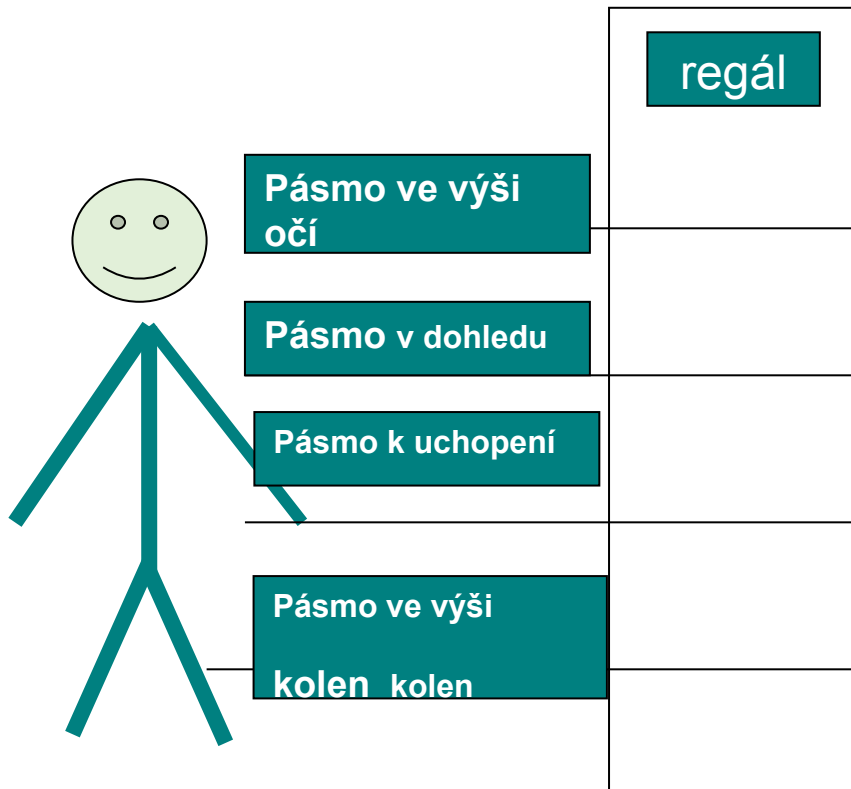 regál
Pásmo ve výši
očí
Pásmo v dohledu
Pásmo k uchopení
Pásmo ve výši
kolen kolen